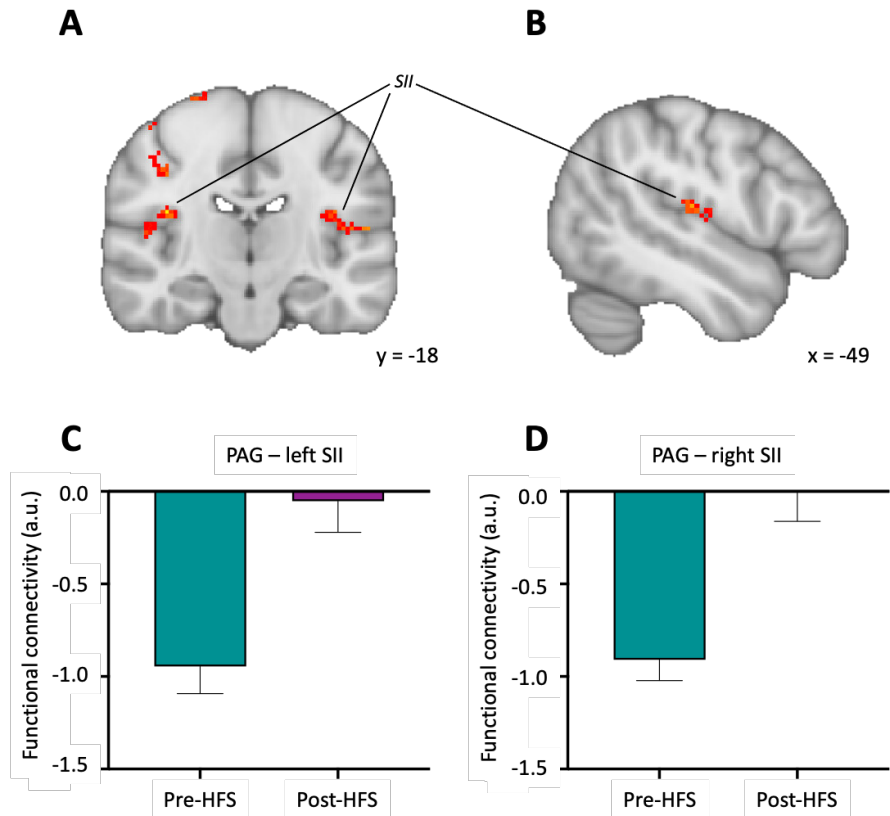 A
B
SII
y = -18
x = -49
C
PAG – left SII
Functional connectivity (a.u.)
0.0
-0.5
-1.0
-1.5
Pre-HFS
Post-HFS
D
PAG – right SII
Functional connectivity (a.u.)
0.0
-0.5
-1.0
-1.5
Pre-HFS
Post-HFS